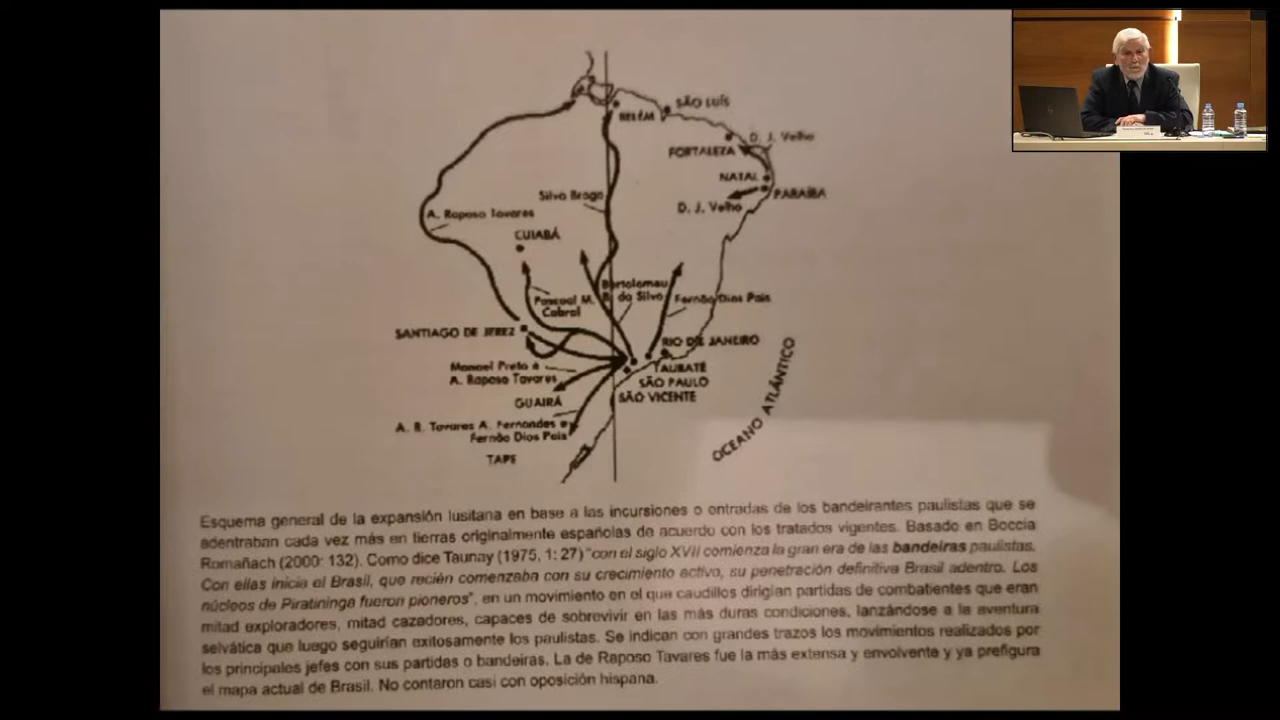 SÃO LUÍS
BELÉM
D. J. Velho
FORTALEZA
NATAL
PARAÍBA
Silvo Braga
D. J. Velho
A. Raposo Tavares
CUIABÁ
Bartolomeu
B. da Silva
Pascoal M.
Cabral
Fernão Dios Pais
SANTIAGO DE JEREZ
RIO DE JANEIRO
TAUBATÉ
Manoel Preto e
A. Raposo Tavares
SÃO PAULO
SÃO VICENTE
GUAIRÁ
A. R. Tavares A. Fernandes e
Fernão Dios Pais
TAPE
OCEANO ATLÁNTICO
Esquema general de la expansión lusitana en base a las incursiones o entradas de los bandeirantes paulistas que se
adentraban cada vez más en tierras originalmente españolas de acuerdo con los tratados vigentes. Basado en Boccia
Romañach (2000: 132). Como dice Taunay (1975, 1: 27) "con el siglo XVII comienza la gran era de las bandeiras paulistas.
Con ellas inicia el Brasil, que recién comenzaba con su crecimiento activo, su penetración definitiva Brasil adentro. Los
núcleos de Piratininga fueron pioneros", en un movimiento en el que caudillos dirigían partidas de combatientes que eran
mitad exploradores, mitad cazadores, capaces de sobrevivir en las más duras condiciones, lanzándose a la aventura
selvática que luego seguirían exitosamente los paulistas. Se indican con grandes trazos los movimientos realizados por
los principales jefes con sus partidas o bandeiras. La de Raposo Tavares fue la más extensa y envolvente y ya prefigura
el mapa actual de Brasil. No contaron casi con oposición hispana.